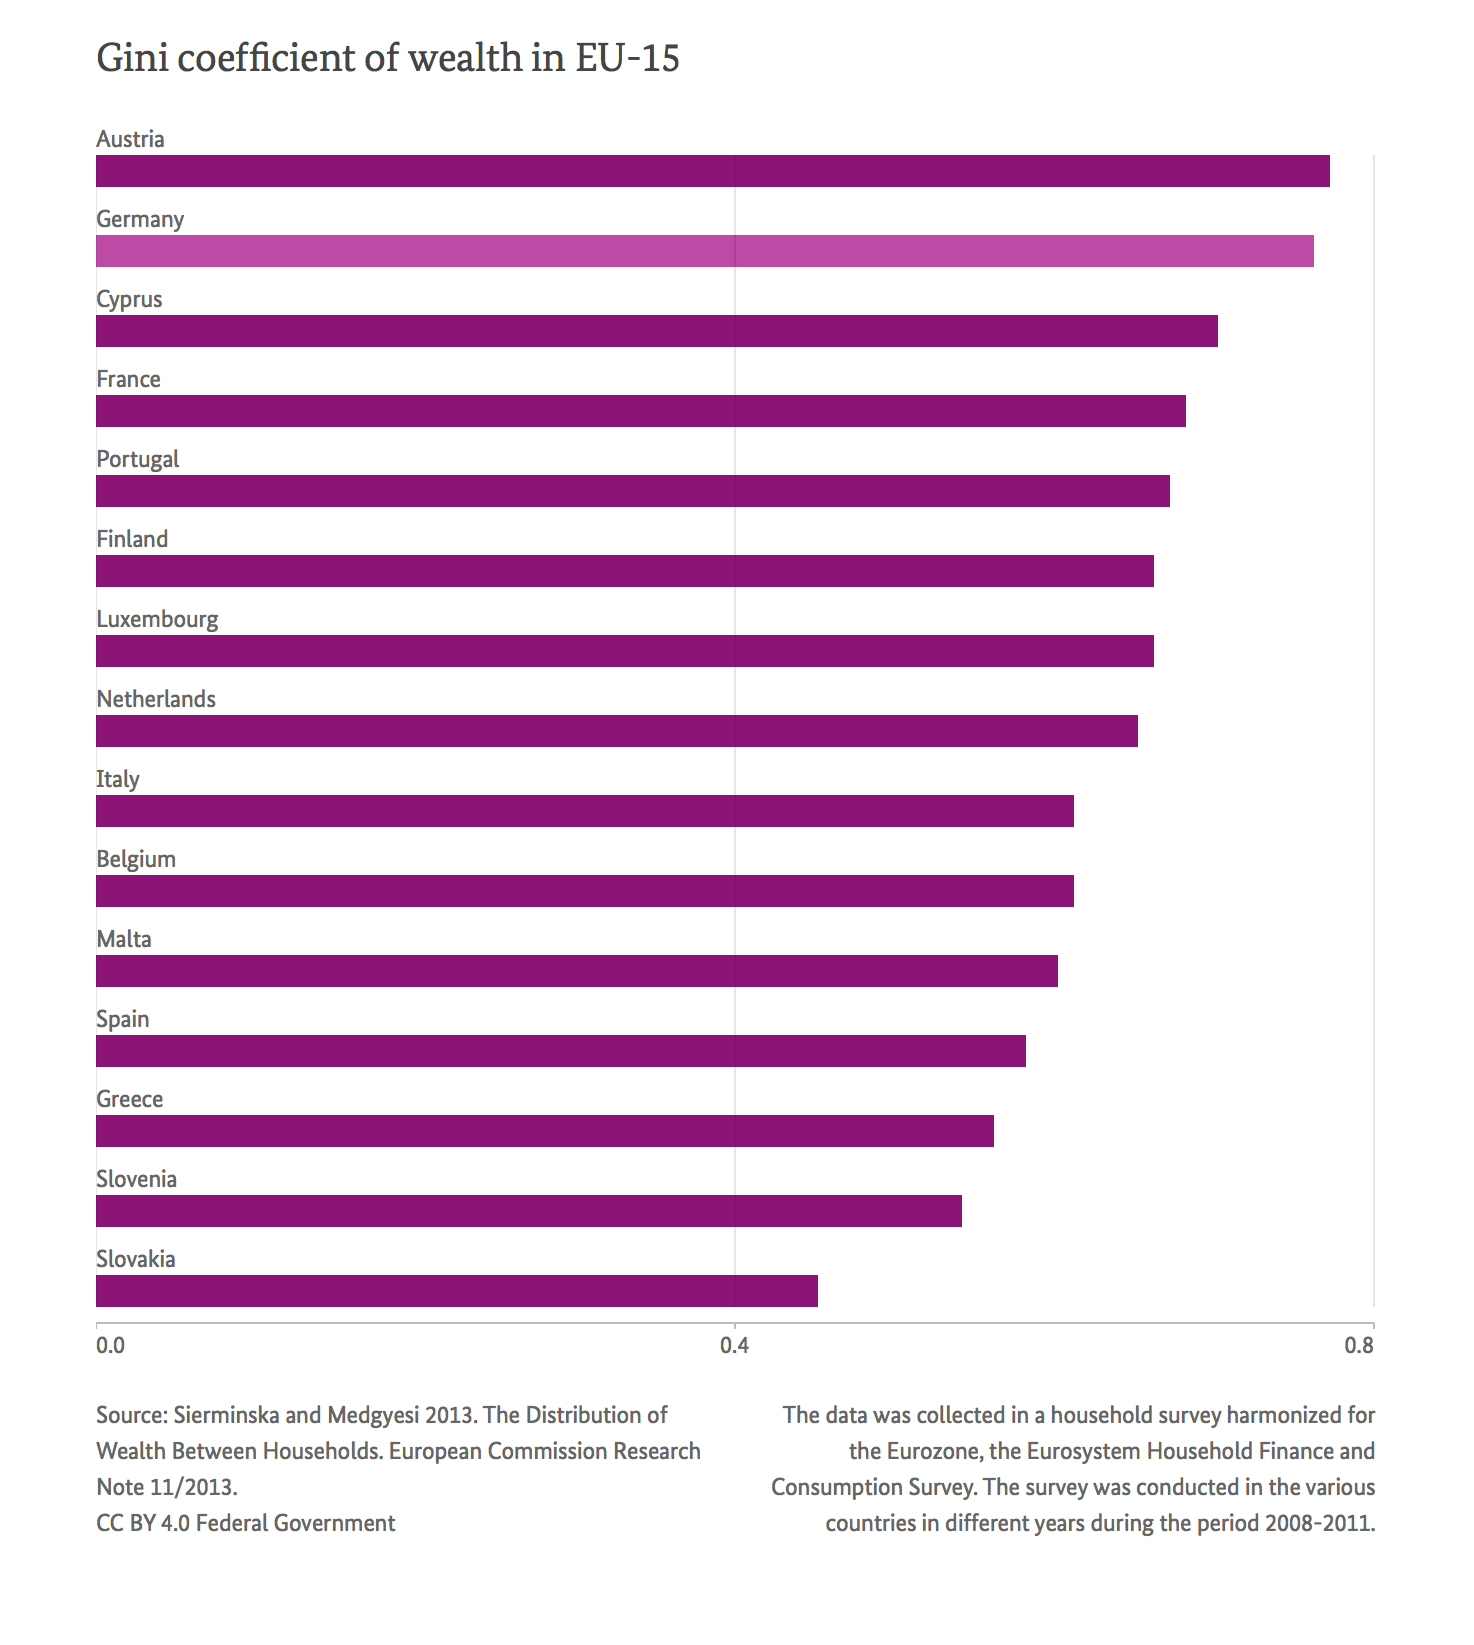 Gini coefficient of wealth in EU-15
Austria
Germany
Cyprus
France
Portugal
Finland
Luxembourg
Netherlands
Italy
Belgium
Malta
Spain
Greece
Slovenia
Slovakia
0.0 0.4 0.8
Source: Sierminska and Medgyesi 2013. The Distribution of
Wealth Between Households. European Commission Research
Note 11/2013.
CC BY 4.0 Federal Government
The data was collected in a household survey harmonized for
the Eurozone, the Eurosystem Household Finance and
Consumption Survey. The survey was conducted in the various
countries in different years during the period 2008-2011.